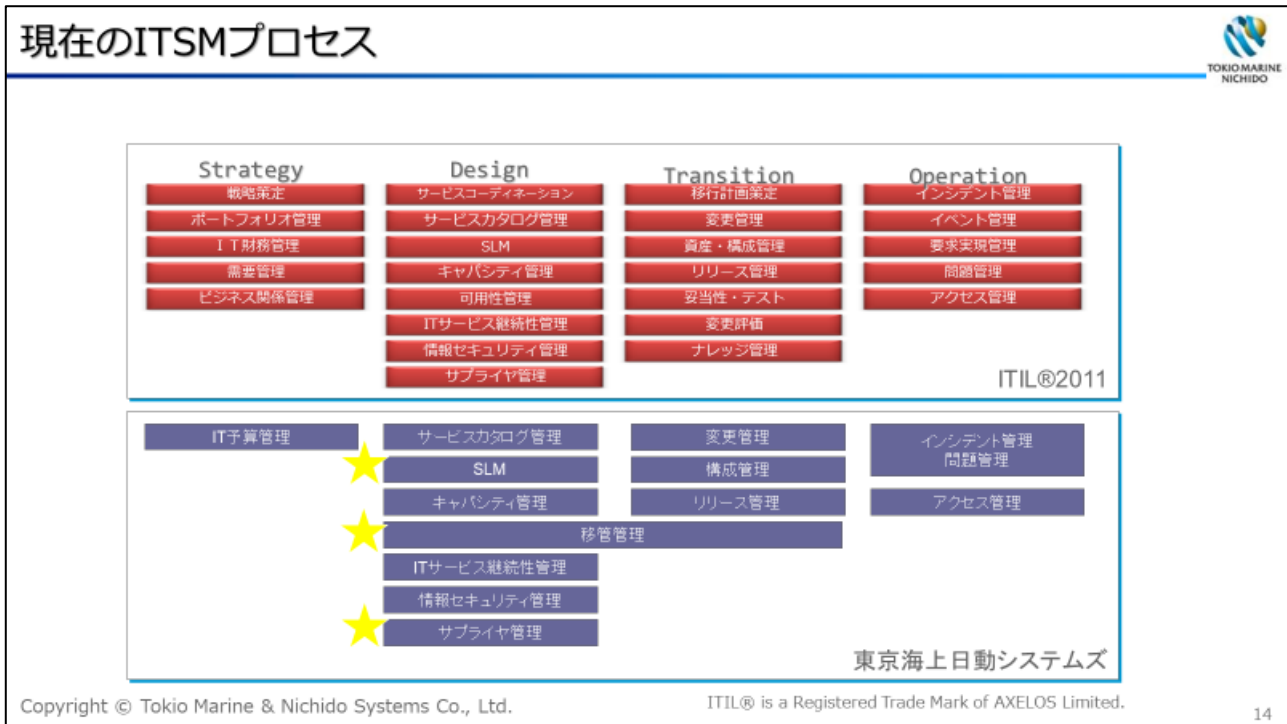 現在のITSMプロセス
TOKIO MARINE
NICHIDO
Strategy
戦略策定
ポートフォリオ管理
ＩＴ財務管理
需要管理
ビジネス関係管理
Design
サービスコーディネーション
サービスカタログ管理
SLM
キャパシティ管理
可用性管理
ITサービス継続性管理
情報セキュリティ管理
サプライヤ管理
Transition
移行計画策定
変更管理
資産・構成管理
リリース管理
妥当性・テスト
変更評価
ナレッジ管理
Operation
インシデント管理
イベント管理
要求実現管理
問題管理
アクセス管理
ITIL®2011
IT予算管理
サービスカタログ管理
SLM
キャパシティ管理
移管管理
ITサービス継続性管理
情報セキュリティ管理
サプライヤ管理
変更管理
構成管理
リリース管理
インシデント管理
問題管理
アクセス管理
東京海上日動システムズ
Copyright © Tokio Marine & Nichido Systems Co., Ltd.
ITIL® is a Registered Trade Mark of AXELOS Limited.
14